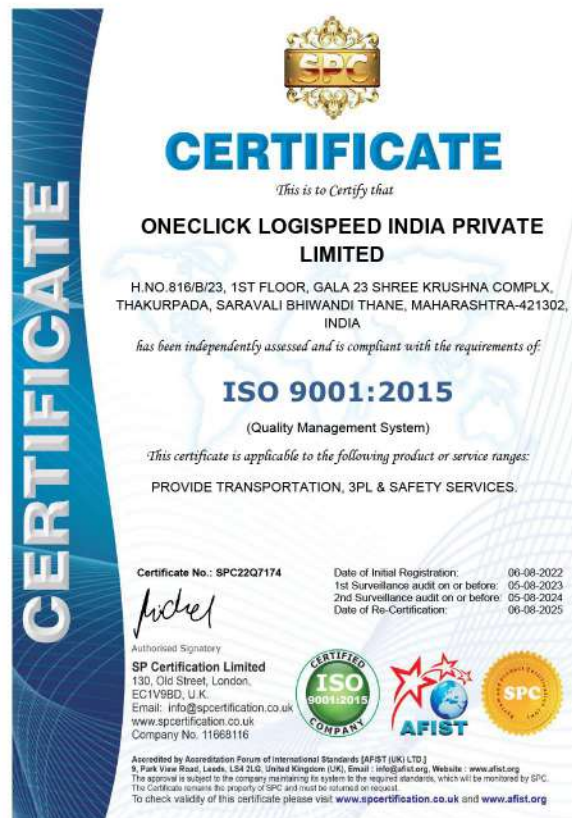 SPC
CERTIFICATE
CERTIFICATE
This is to Certify that
ONECLICK LOGISPEED INDIA PRIVATE
LIMITED
H.NO.816/B/23, 1ST FLOOR, GALA 23 SHREE KRUSHNA COMPLX,
THAKURPADA, SARAVALI BHIWANDI THANE, MAHARASHTRA-421302,
INDIA
has been independently assessed and is compliant with the requirements of:
ISO 9001:2015
(Quality Management System)
This certificate is applicable to the following product or service ranges:
PROVIDE TRANSPORTATION, 3PL & SAFETY SERVICES.
Certificate No.: SPC22Q7174
Date of Initial Registration: 06-08-2022
1st Surveillance audit on or before: 05-08-2023
2nd Surveillance audit on or before: 05-08-2024
Date of Re-Certification: 06-08-2025
Authorised Signatory
SP Certification Limited
130, Old Street, London,
EC1V9BD, U.K.
Email: info@spcertification.co.uk
www.spcertification.co.uk
Company No. 11668116
CERTIFIED
ISO
9001:2015
COMPANY
AFIST
SPC
Accredited by Accreditation Forum of International Standards [AFIST (UK) LTD.]
9, Park View Road, Leeds, LS4 2LG, United Kingdom (UK), Email : info@afist.org, Website : www.afist.org
The approval is subject to the company maintaining its system to the required standards, which will be monitored by SPC.
The Certificate remains the property of SPC and must be returned on request.
To check validity of this certificate please visit www.spcertification.co.uk and www.afist.org